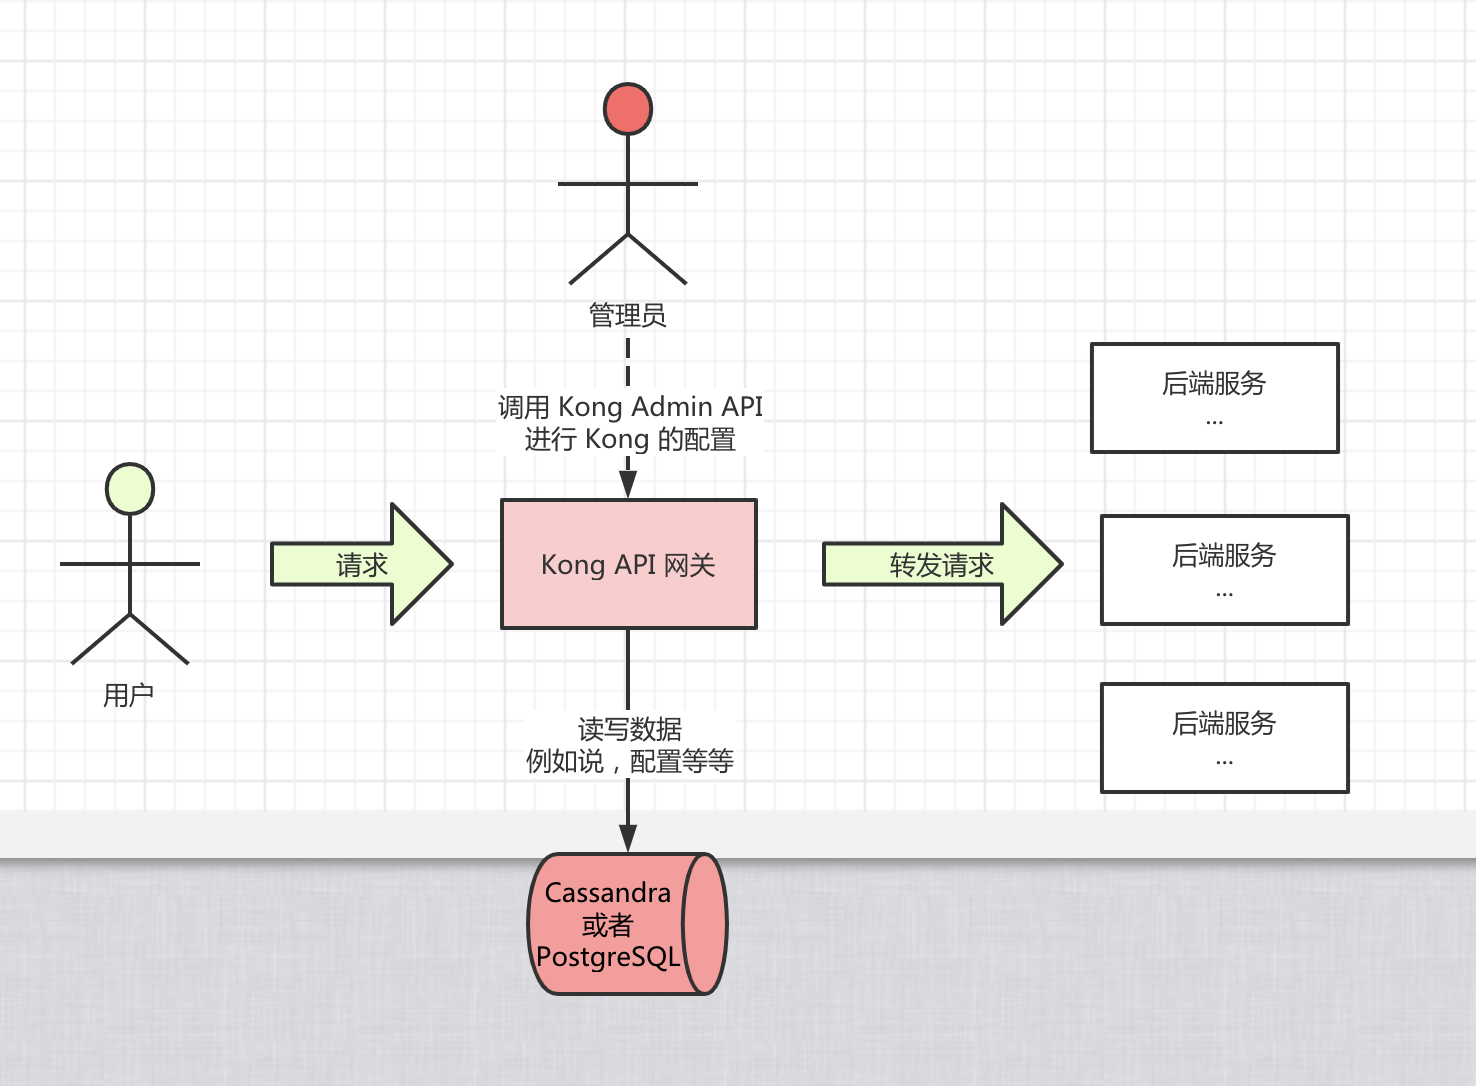 管理员
调用 Kong Admin API
进行 Kong 的配置
用户
请求
Kong API 网关
转发请求
后端服务
...
后端服务
...
后端服务
...
读写数据
例如说，配置等等
Cassandra
或者
PostgreSQL